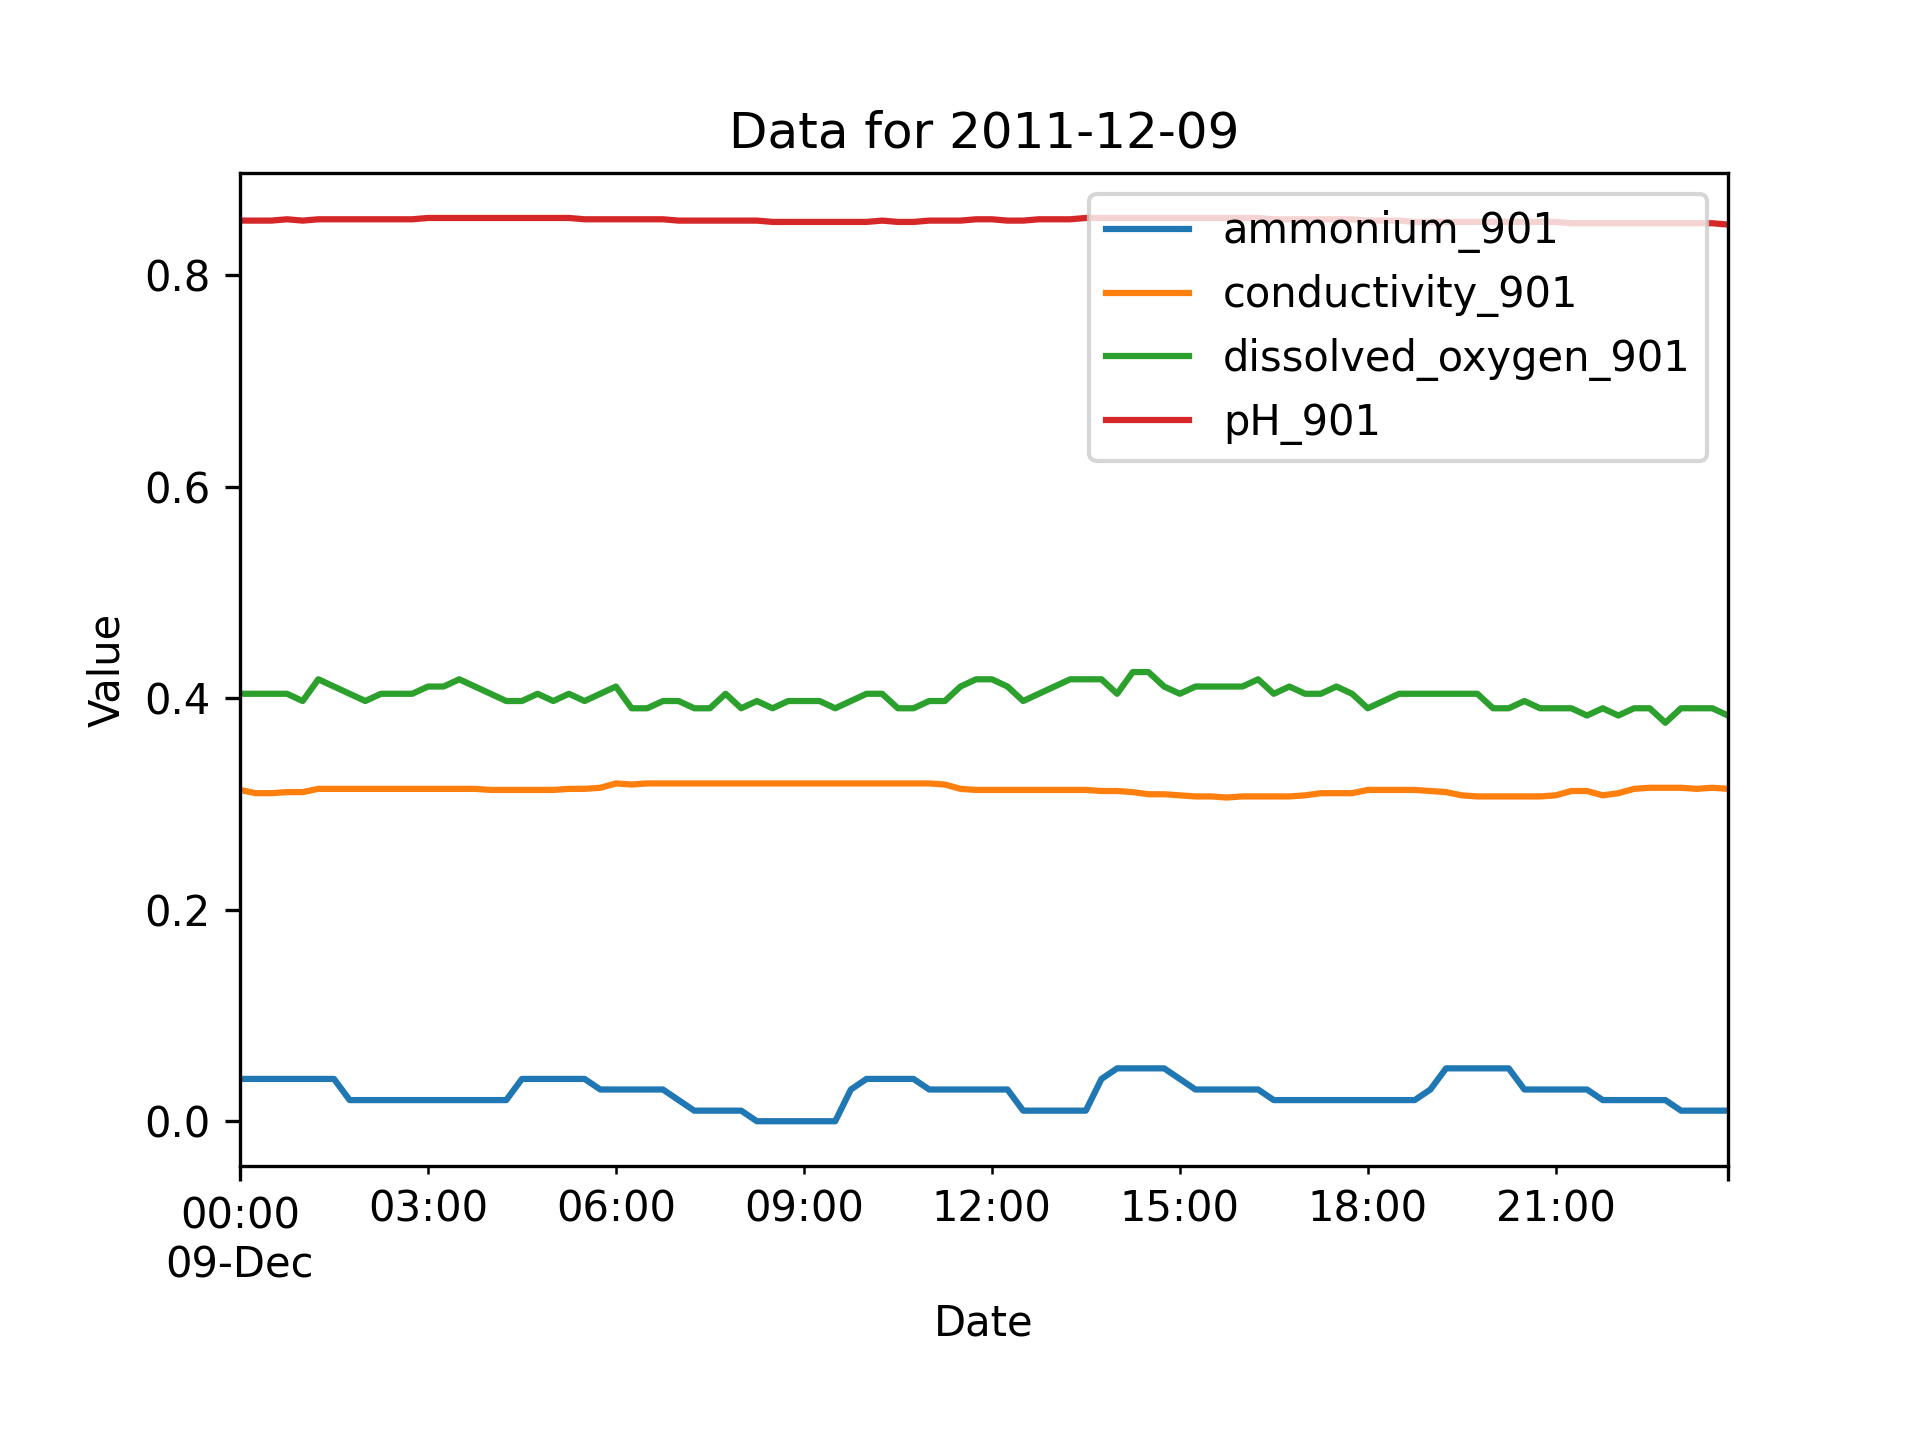 Data for 2011-12-09
ammonium_901
conductivity_901
dissolved_oxygen_901
pH_901
Value
0.8
0.6
0.4
0.2
0.0
00:00 03:00 06:00 09:00 12:00 15:00 18:00 21:00
09-Dec
Date